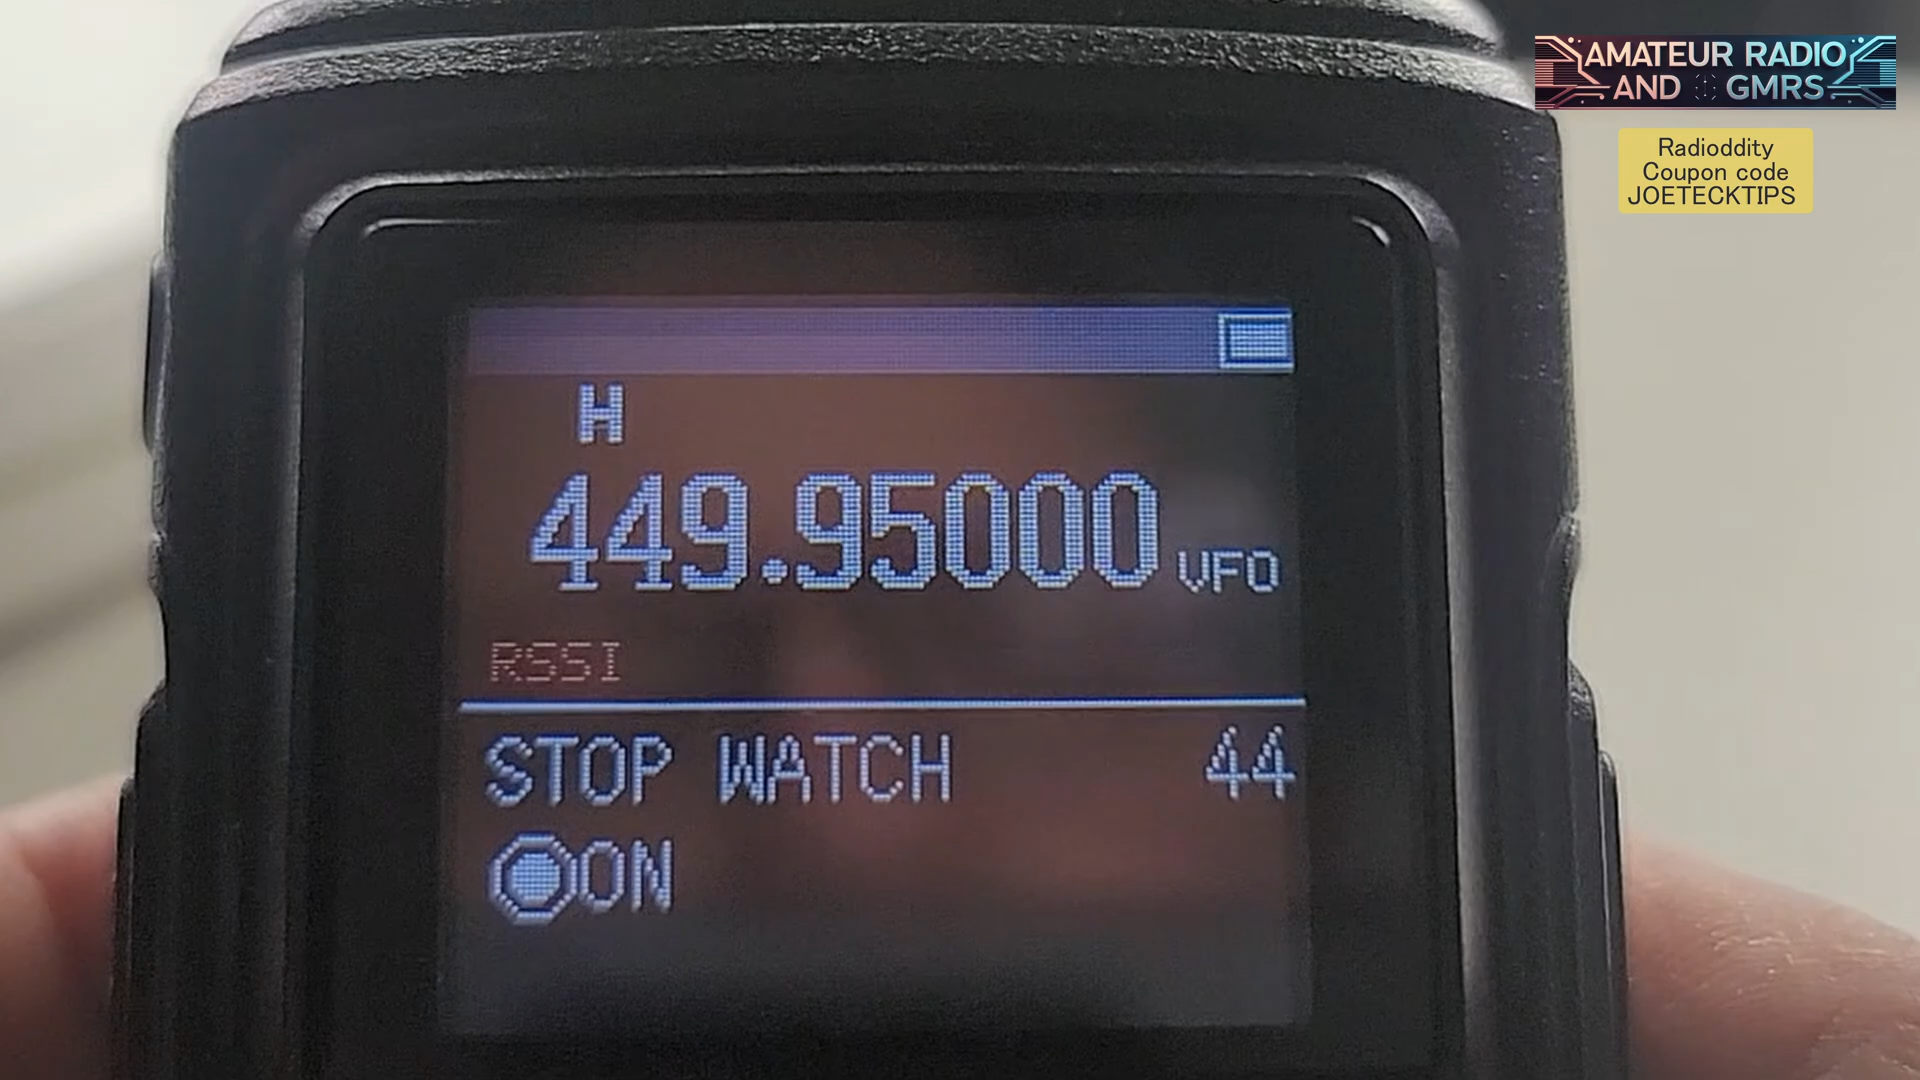 AMATEUR RADIO
AND GMRS
Radioddity
Coupon code
JOETECKTIPS
H
449.95000 VFO
RSSI
STOP WATCH 44
ON